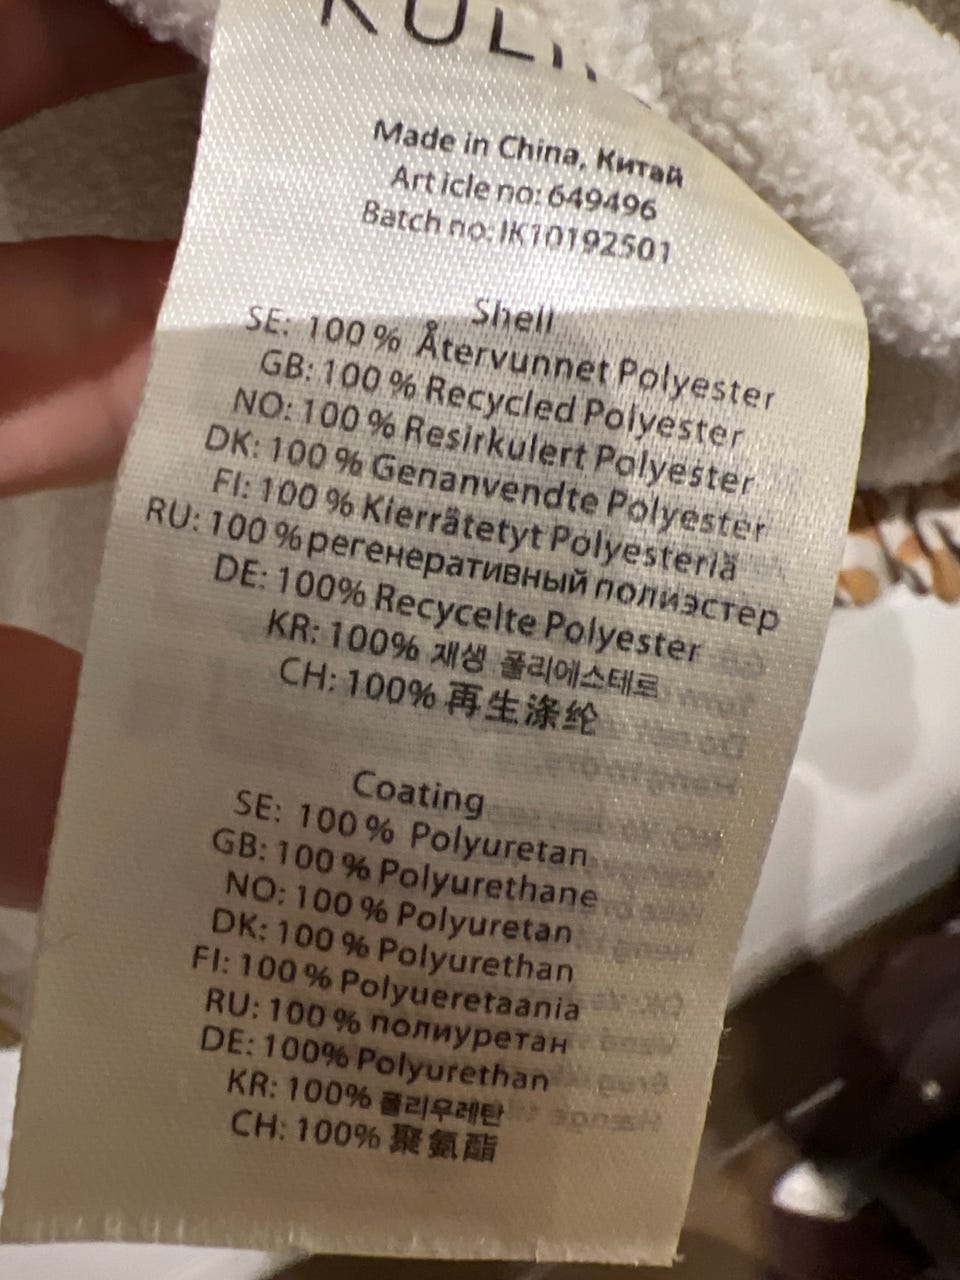 Made in China, Китай
Article no: 649496
Batch no: IK10192501
Shell
SE: 100 % Återvunnet Polyester
GB: 100 % Recycled Polyester
NO: 100 % Resirkulert Polyester
DK: 100 % Genanvendte Polyester
FI: 100 % Kierrätetyt Polyesteriä
RU: 100 % регенеративный полиэстер
DE: 100% Recycelte Polyester
KR: 100% 재생 폴리에스테르
CH: 100% 再生涤纶
Coating
SE: 100 % Polyuretan
GB: 100 % Polyurethane
NO: 100 % Polyuretan
DK: 100 % Polyurethan
FI: 100 % Polyueretaania
RU: 100 % полиуретан
DE: 100% Polyurethan
KR: 100% 폴리우레탄
CH: 100% 聚氨酯